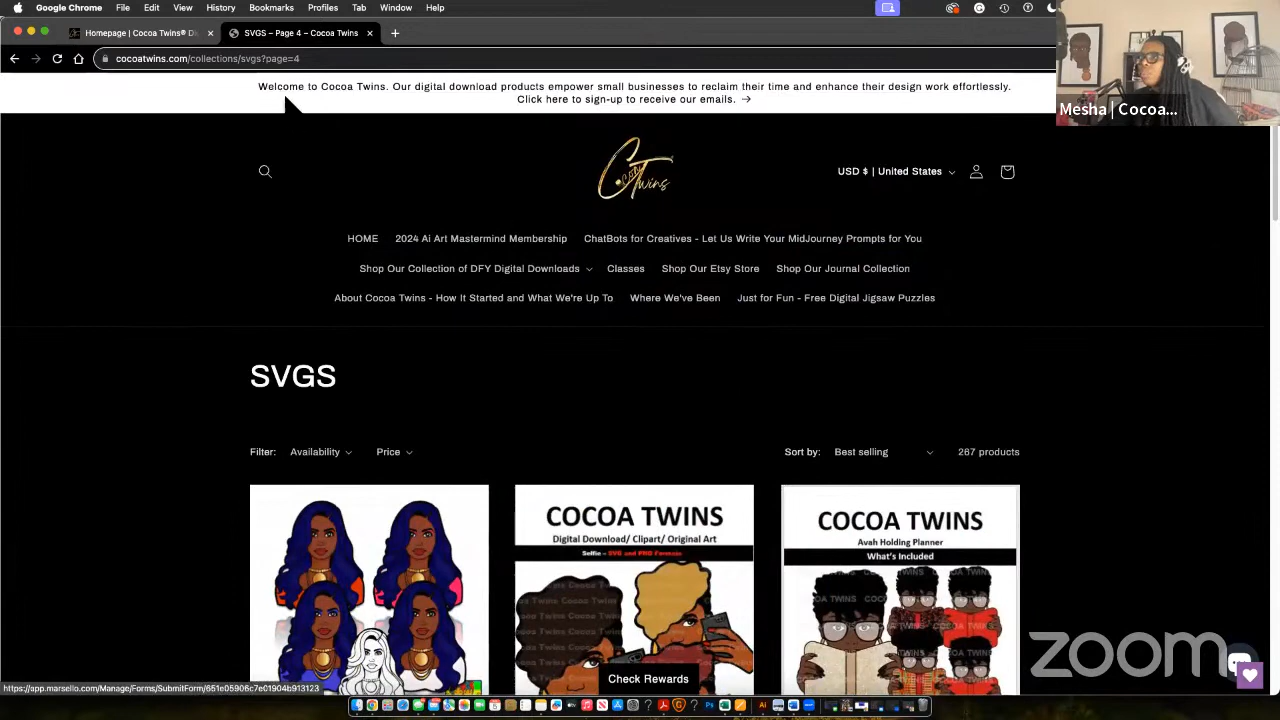 Google Chrome File Edit View History Bookmarks Profiles Tab Window Help
Homepage | Cocoa Twins® Di
SVGS – Page 4 – Cocoa Twins
cocoatwins.com/collections/svgs?page=4
Welcome to Cocoa Twins. Our digital download products empower small businesses to reclaim their time and enhance their design work effortlessly.
Click here to sign-up to receive our emails. →
Mesha | Cocoa...
Twins
USD $ | United States
HOME 2024 Ai Art Mastermind Membership ChatBots for Creatives - Let Us Write Your MidJourney Prompts for You
Shop Our Collection of DFY Digital Downloads Classes Shop Our Etsy Store Shop Our Journal Collection
About Cocoa Twins - How It Started and What We're Up To Where We've Been Just for Fun - Free Digital Jigsaw Puzzles
SVGS
Filter: Availability Price Sort by: Best selling 267 products
COCOA TWINS
Digital Download/ Clipart/ Original Art
Selfie – SVG and PNG Formats
COCOA TWINS
Avah Holding Planner
What's Included
Check Rewards
zoom
https://app.marsello.com/Manage/Forms/SubmitForm/651e05906c7e01904b913123